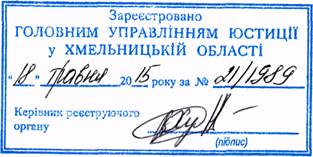 Зареєстровано
ГОЛОВНИМ УПРАВЛІННЯМ ЮСТИЦІЇ
у ХМЕЛЬНИЦЬКІЙ ОБЛАСТІ
"18" травня 2015 року за № 21/1989
Керівник реєструючого
органу
(підпис)